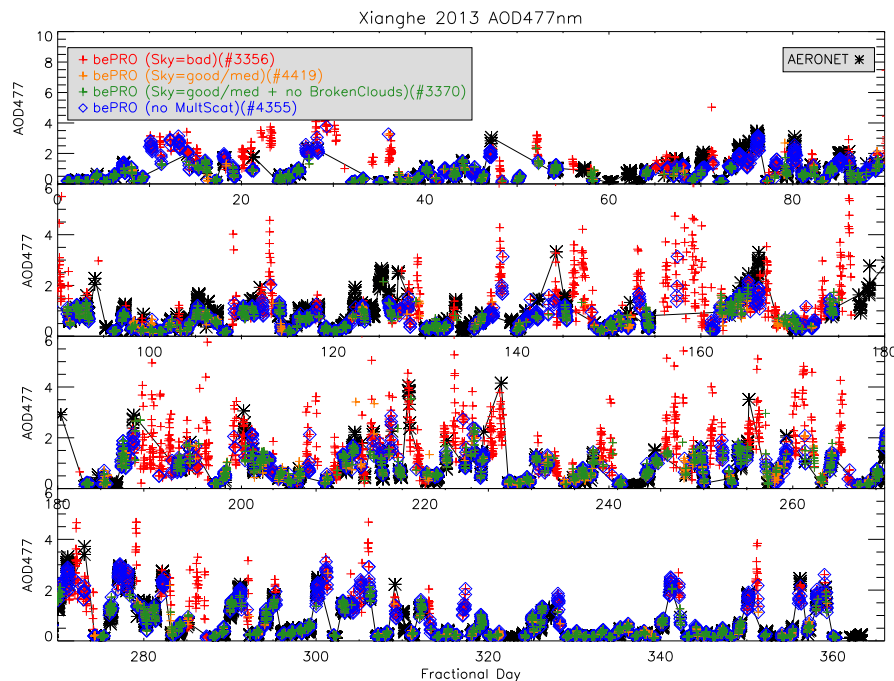 Xianghe 2013 AOD477nm
10
8
6
4
2
0
AOD477
+ bePRO (Sky=bad)(#3356)
+ bePRO (Sky=good/med)(#4419)
+ bePRO (Sky=good/med + no BrokenClouds)(#3370)
◇ bePRO (no MultScat)(#4355)
AERONET ✱
0 20 40 60 80
6
4
2
0
AOD477
100 120 140 160 180
6
4
2
0
AOD477
180 200 220 240 260
6
4
2
0
AOD477
280 300 320 340 360
Fractional Day